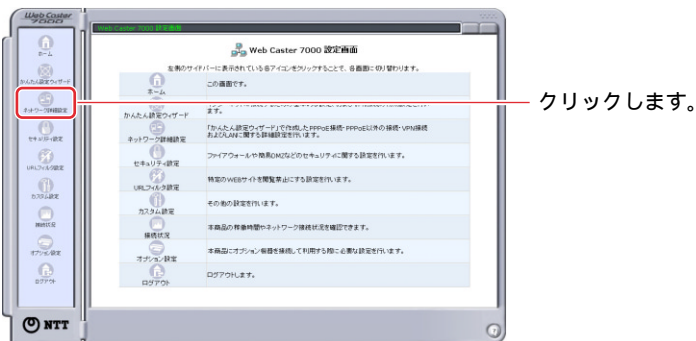 Web Caster
7000
Web Caster 7000 設定画面
Web Caster 7000 設定画面
左側のサイドバーに表示されている各アイコンをクリックすることで、各画面に切り替わります。
ホーム
かんたん設定ウィザード
ネットワーク詳細設定
セキュリティ設定
URLフィルタ設定
カスタム設定
接続状況
オプション設定
ログアウト
ホーム
この画面です。
かんたん設定ウィザード
ます。
ネットワーク詳細設定
「かんたん設定ウィザード」で作成したPPPoE接続・PPPoE以外の接続・VPN接続
およびLANに関する詳細設定を行います。
セキュリティ設定
ファイアウォールや簡易DMZなどのセキュリティに関する設定を行います。
URLフィルタ設定
特定のWEBサイトを閲覧禁止にする設定を行います。
カスタム設定
その他の設定を行います。
接続状況
本商品の稼働時間やネットワーク接続状況を確認できます。
オプション設定
本商品にオプション機器を接続して利用する際に必要な設定を行います。
ログアウト
ログアウトします。
クリックします。
NTT